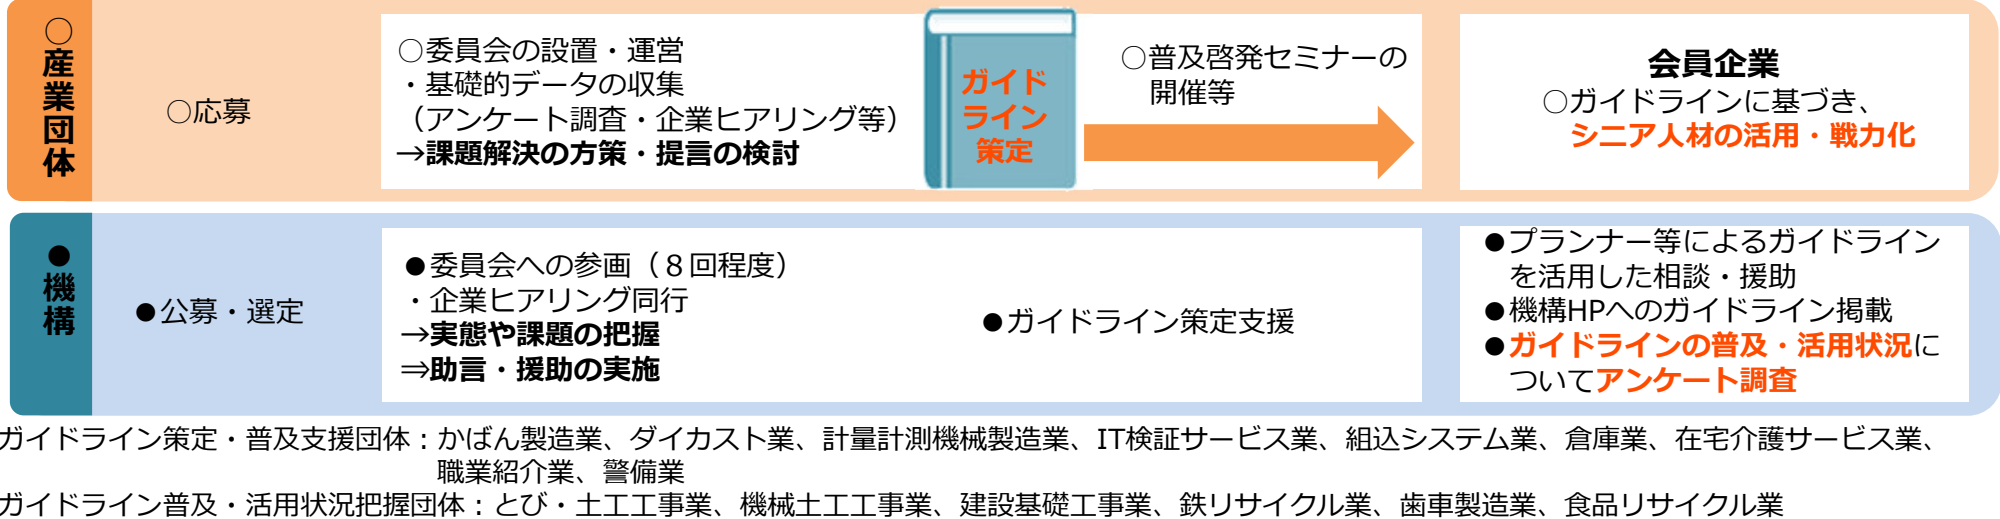 ○産業団体
○応募
○委員会の設置・運営
・基礎的データの収集
（アンケート調査・企業ヒアリング等）
→課題解決の方策・提言の検討
ガイド
ライン
策定
○普及啓発セミナーの
開催等
会員企業
○ガイドラインに基づき、
シニア人材の活用・戦力化
●機構
●公募・選定
●委員会への参画（８回程度）
・企業ヒアリング同行
→実態や課題の把握
⇒助言・援助の実施
●ガイドライン策定支援
●プランナー等によるガイドライン
を活用した相談・援助
●機構HPへのガイドライン掲載
●ガイドラインの普及・活用状況に
ついてアンケート調査
ガイドライン策定・普及支援団体：かばん製造業、ダイカスト業、計量計測機械製造業、IT検証サービス業、組込システム業、倉庫業、在宅介護サービス業、
職業紹介業、警備業
ガイドライン普及・活用状況把握団体：とび・土工工事業、機械土工工事業、建設基礎工事業、鉄リサイクル業、歯車製造業、食品リサイクル業